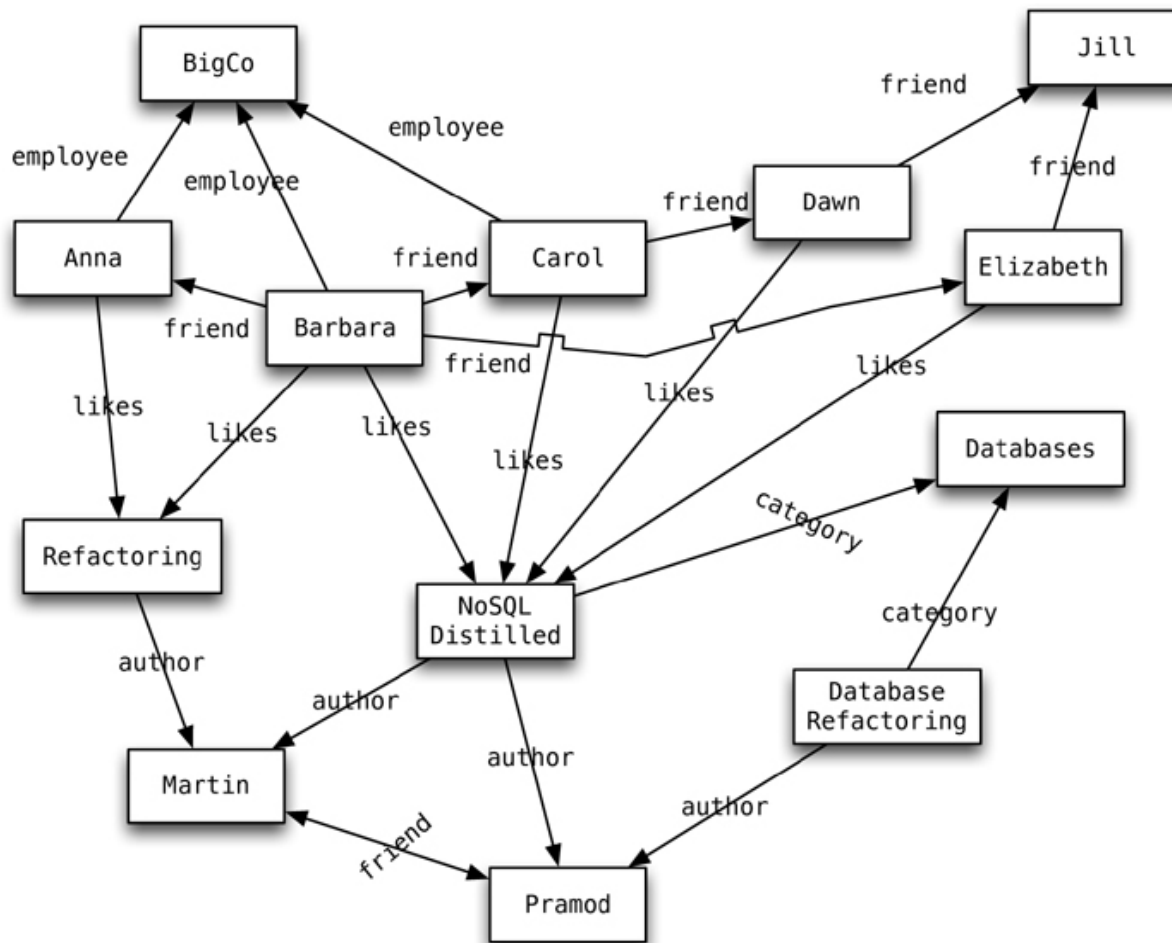 BigCo
Jill
friend
employee
employee
employee
friend
friend
Dawn
Anna
friend
Carol
Elizabeth
friend
Barbara
friend
likes
likes
likes
likes
likes
likes
Databases
category
Refactoring
NoSQL
Distilled
category
author
author
Database
Refactoring
author
Martin
author
friend
Pramod